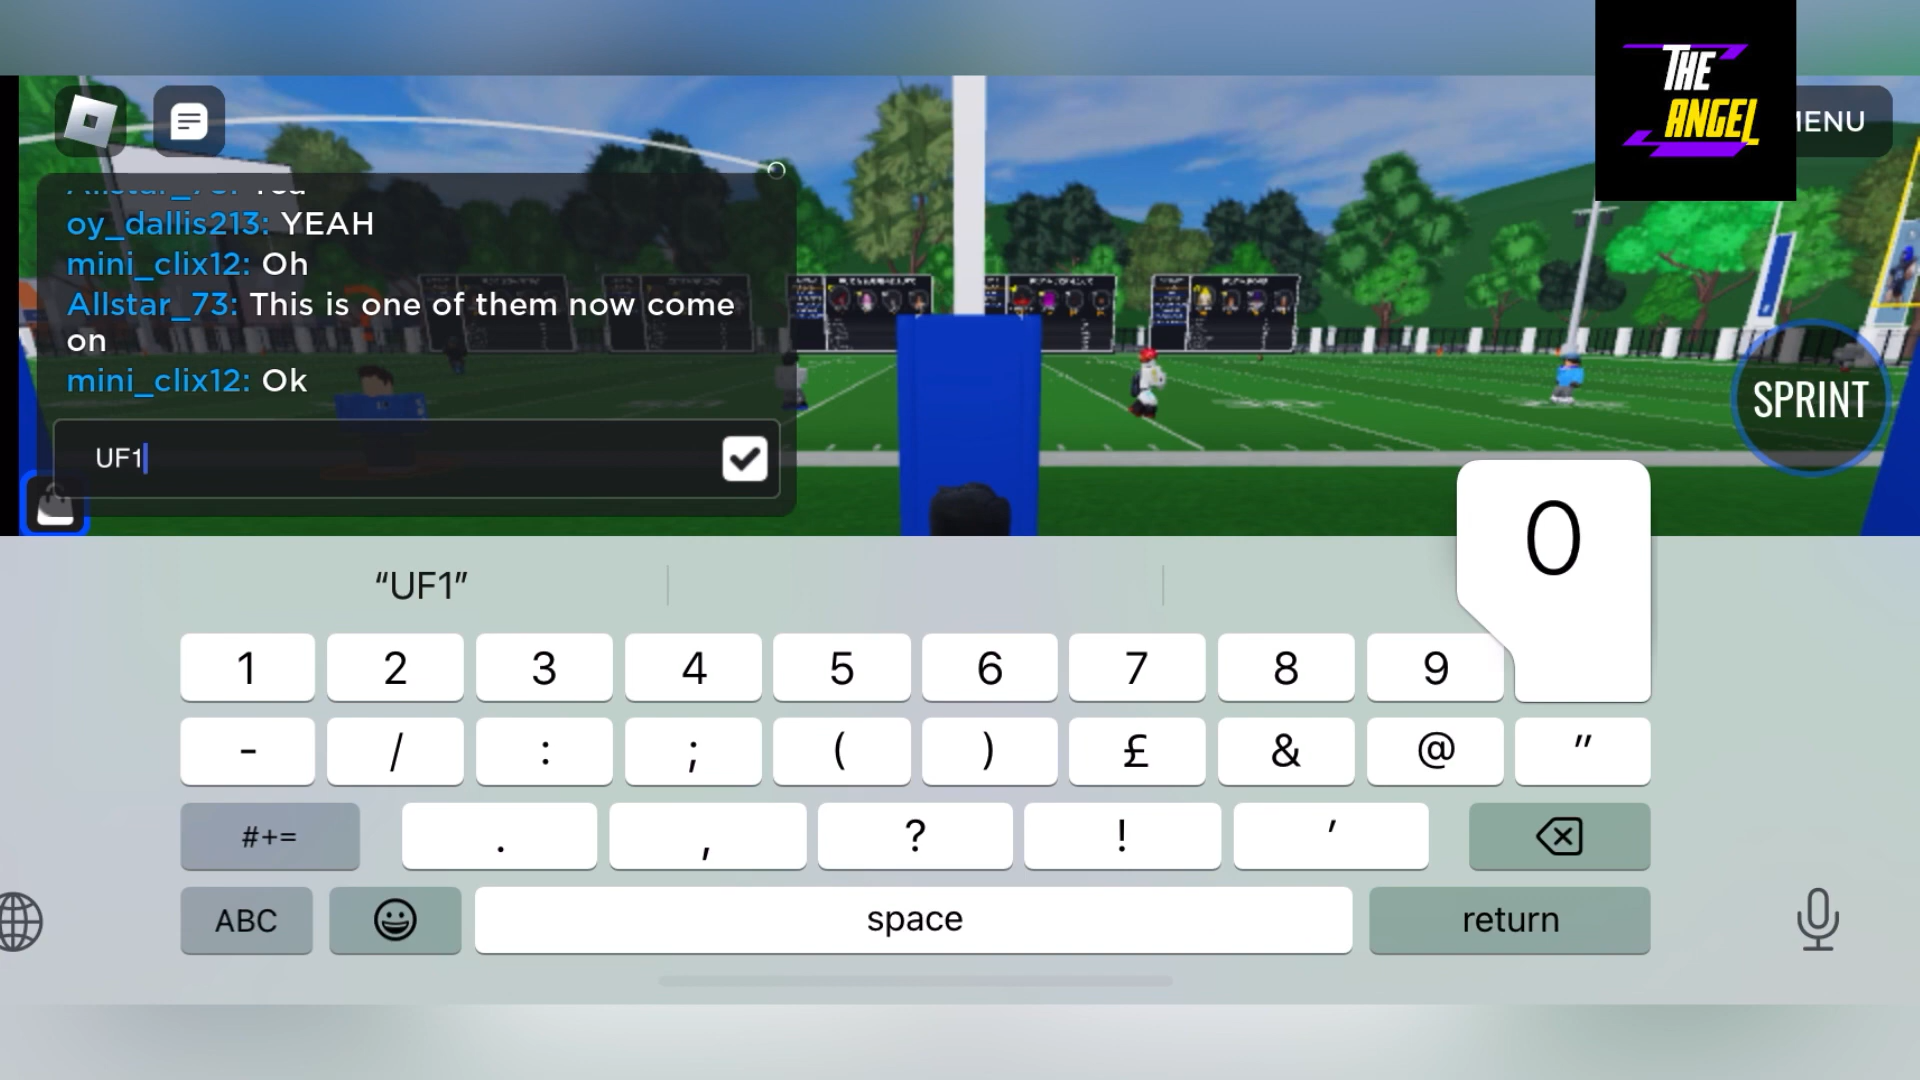 THE
ANGEL
MENU
oy_dallis213: YEAH
mini_clix12: Oh
Allstar_73: This is one of them now come
on
mini_clix12: Ok
UF1
SPRINT
0
“UF1”
1 2 3 4 5 6 7 8 9
- / : ; ( ) £ & @ "
#+= . , ? ! '
ABC space return